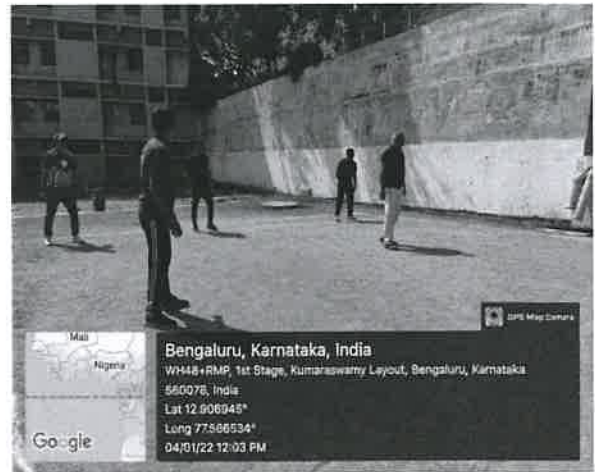 GPS Map Camera
Mali
Nigeria
Google
Bengaluru, Karnataka, India
WH48+RMP, 1st Stage, Kumaraswamy Layout, Bengaluru, Karnataka
560078, India
Lat 12.906945°
Long 77.566534°
04/01/22 12:03 PM